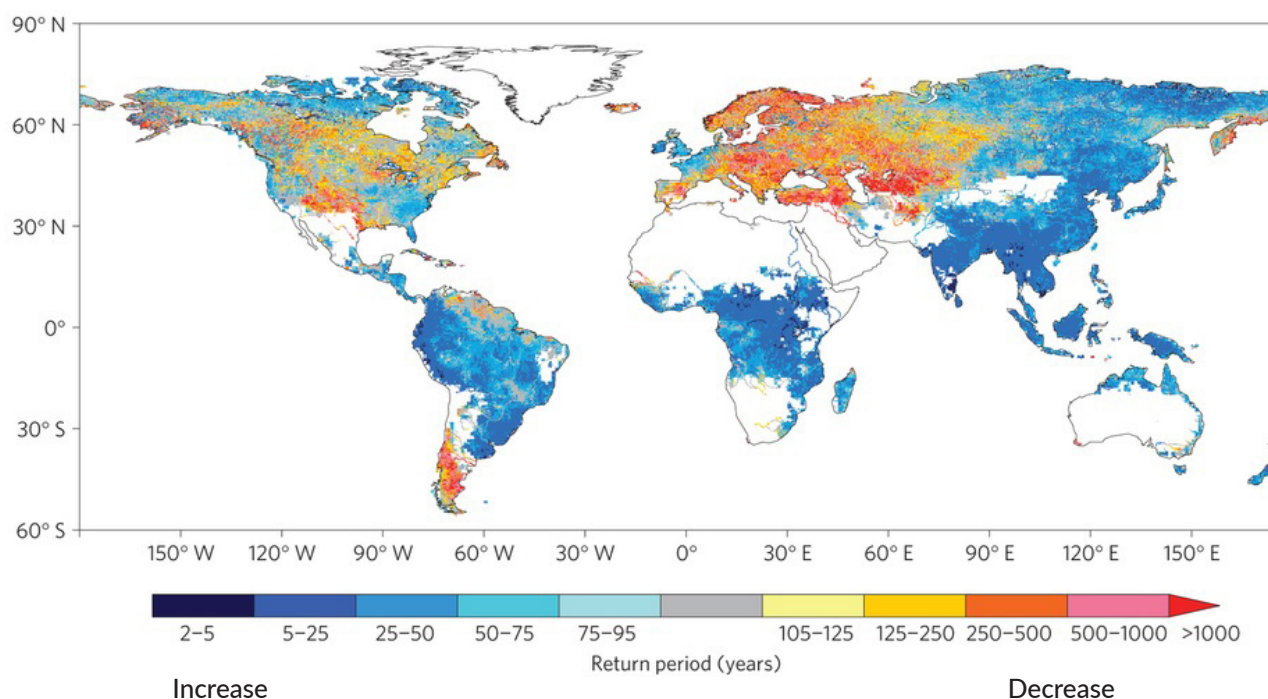 90° N
60° N
30° N
0°
30° S
60° S
150° W 120° W 90° W 60° W 30° W 0° 30° E 60° E 90° E 120° E 150° E
2–5 5–25 25–50 50–75 75–95 105–125 125–250 250–500 500–1000 >1000
Return period (years)
Increase Decrease